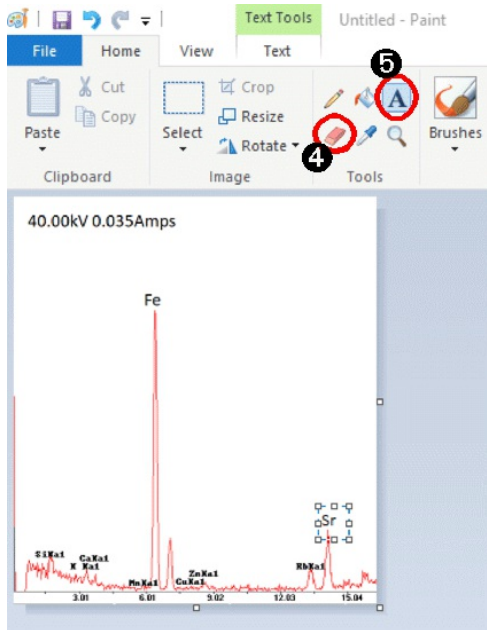 Text Tools
Untitled - Paint
File Home View Text
5
Cut
Copy
Paste
Crop
Resize
Rotate
Select
A
Brushes
4
Clipboard Image Tools
40.00kV 0.035Amps
Fe
Sr
SiKa1
CaKa1
K Ka1
MnKa1
CuKa1
ZnKa1
RbKa1
3.01 6.01 9.02 12.03 15.04